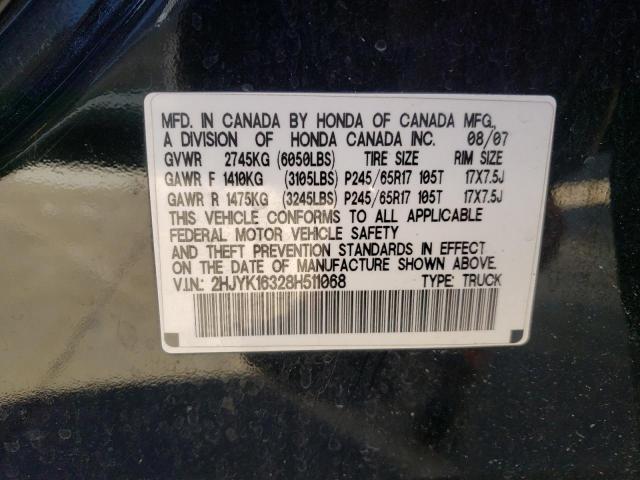 MFD. IN CANADA BY HONDA OF CANADA MFG.,
A DIVISION OF HONDA CANADA INC. 08/07
GVWR 2745KG (6050LBS) TIRE SIZE RIM SIZE
GAWR F 1410KG (3105LBS) P245/65R17 105T 17X7.5J
GAWR R 1475KG (3245LBS) P245/65R17 105T 17X7.5J
THIS VEHICLE CONFORMS TO ALL APPLICABLE
FEDERAL MOTOR VEHICLE SAFETY
AND THEFT PREVENTION STANDARDS IN EFFECT
ON THE DATE OF MANUFACTURE SHOWN ABOVE.
V.I.N.: 2HJYK16328H511068 TYPE: TRUCK